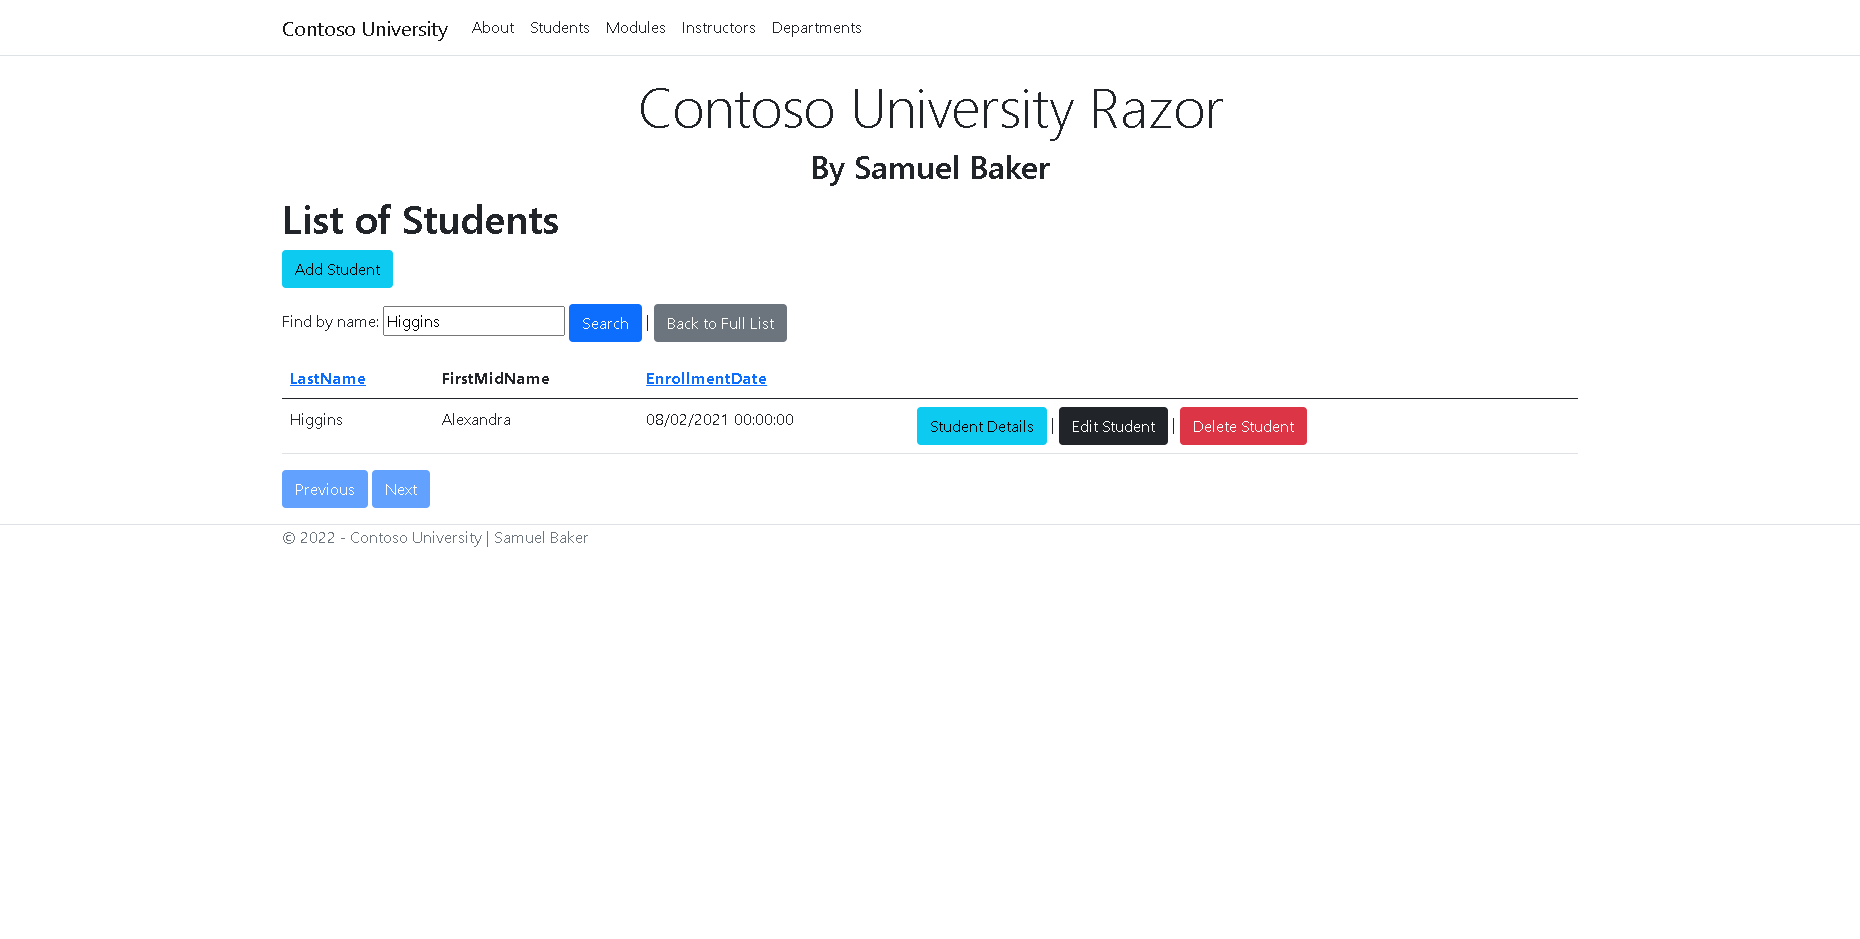 Contoso University About Students Modules Instructors Departments
Contoso University Razor
By Samuel Baker
List of Students
Add Student
Find by name: Higgins Search | Back to Full List
LastName FirstMidName EnrollmentDate
Higgins Alexandra 08/02/2021 00:00:00 Student Details | Edit Student | Delete Student
Previous Next
© 2022 - Contoso University | Samuel Baker